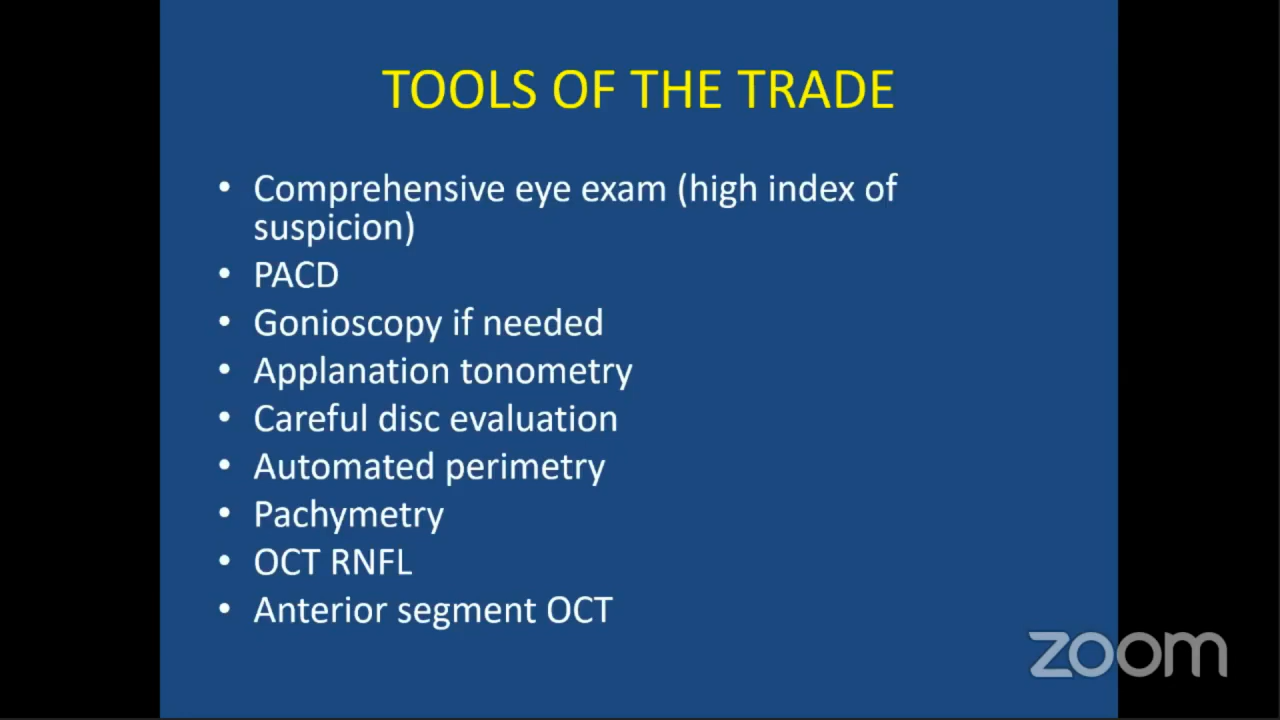 TOOLS OF THE TRADE
• Comprehensive eye exam (high index of
suspicion)
• PACD
• Gonioscopy if needed
• Applanation tonometry
• Careful disc evaluation
• Automated perimetry
• Pachymetry
• OCT RNFL
• Anterior segment OCT
zoom